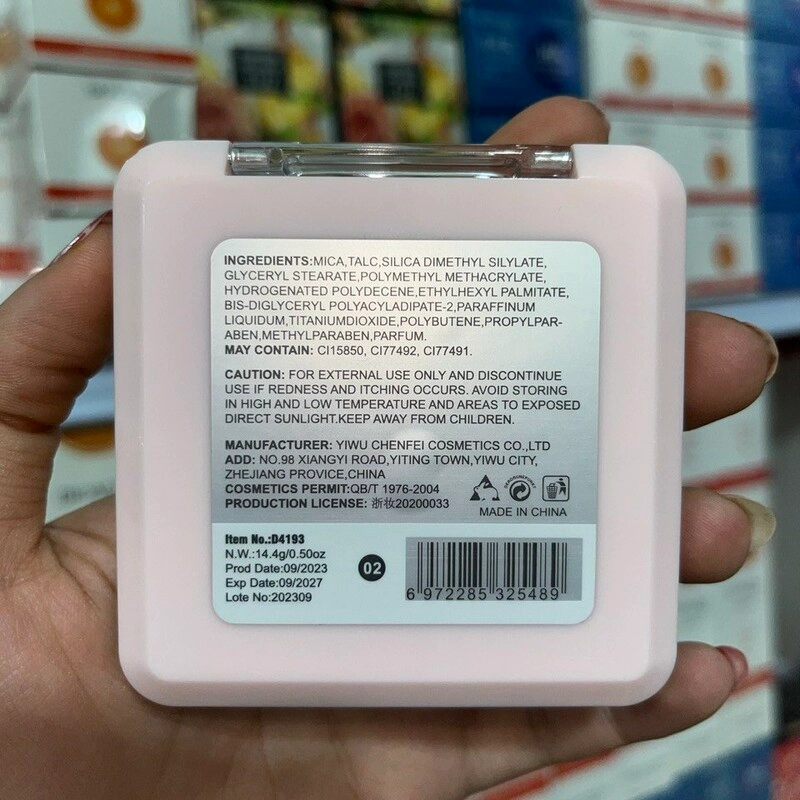 INGREDIENTS:MICA,TALC,SILICA DIMETHYL SILYLATE,
GLYCERYL STEARATE,POLYMETHYL METHACRYLATE,
HYDROGENATED POLYDECENE,ETHYLHEXYL PALMITATE,
BIS-DIGLYCERYL POLYACYLADIPATE-2,PARAFFINUM
LIQUIDUM,TITANIUMDIOXIDE,POLYBUTENE,PROPYLPAR-
ABEN,METHYLPARABEN,PARFUM.
MAY CONTAIN: CI15850, CI77492, CI77491.
CAUTION: FOR EXTERNAL USE ONLY AND DISCONTINUE
USE IF REDNESS AND ITCHING OCCURS. AVOID STORING
IN HIGH AND LOW TEMPERATURE AND AREAS TO EXPOSED
DIRECT SUNLIGHT.KEEP AWAY FROM CHILDREN.
MANUFACTURER: YIWU CHENFEI COSMETICS CO.,LTD
ADD: NO.98 XIANGYI ROAD,YITING TOWN,YIWU CITY,
ZHEJIANG PROVICE,CHINA
COSMETICS PERMIT:QB/T 1976-2004
PRODUCTION LICENSE: 浙妆20200033
MADE IN CHINA
Item No.:D4193
N.W.:14.4g/0.50oz
Prod Date:09/2023
Exp Date:09/2027
Lote No:202309
02
6 972285 325489